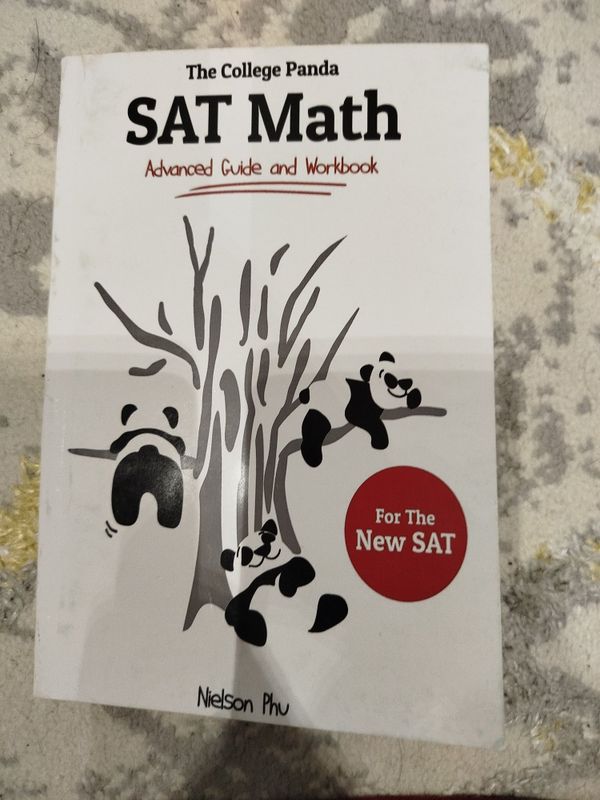 The College Panda
SAT Math
Advanced Guide and Workbook
For The
New SAT
Nielson Phu